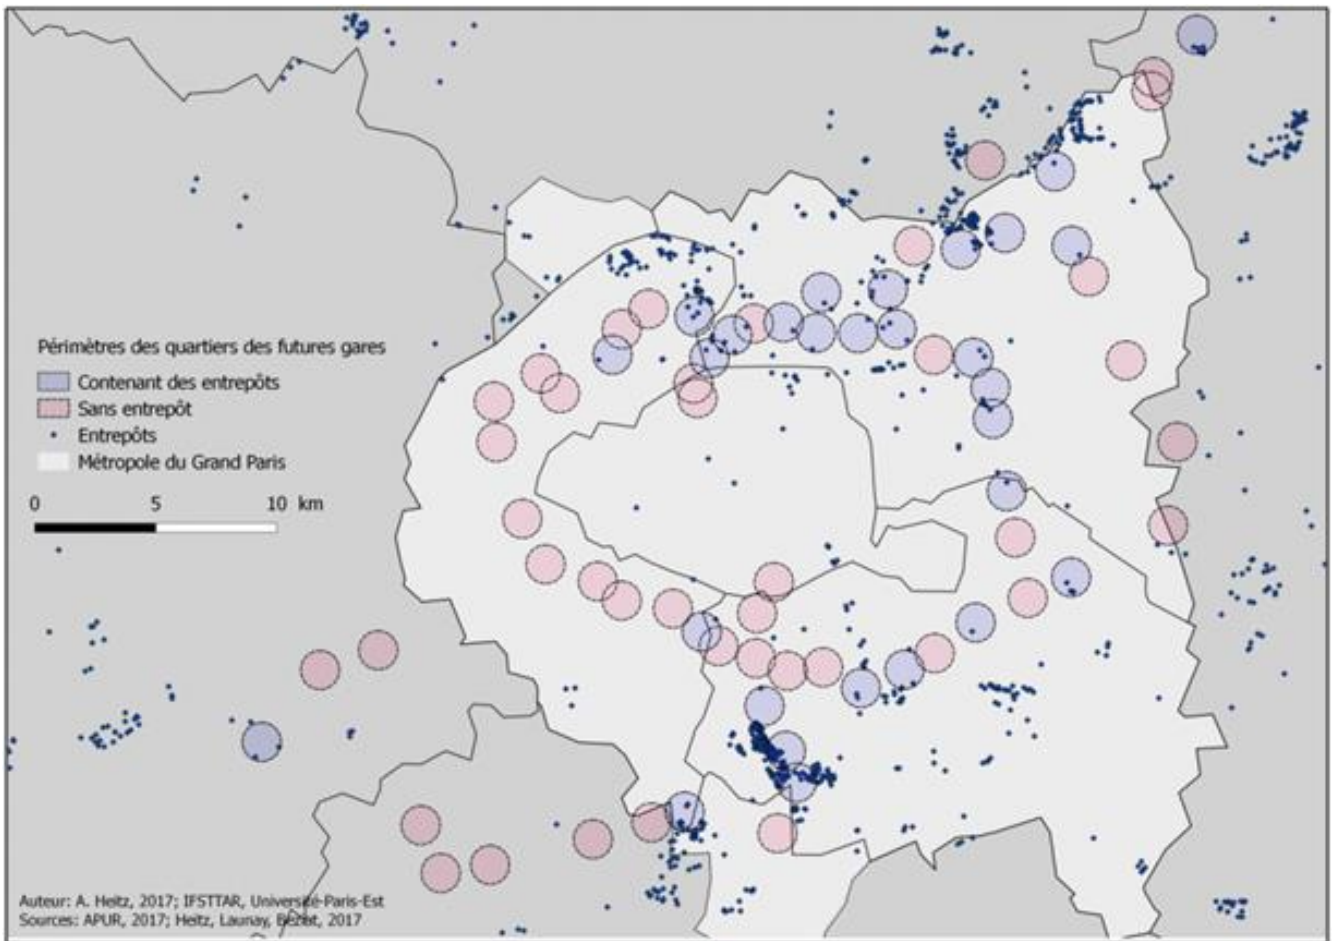 Périmètres des quartiers des futures gares
Contenant des entrepôts
Sans entrepôt
Entrepôts
Métropole du Grand Paris
0 5 10 km
Auteur: A. Heitz, 2017; IFSTTAR, Université-Paris-Est
Sources: APUR, 2017; Heitz, Launay, Beziat, 2017